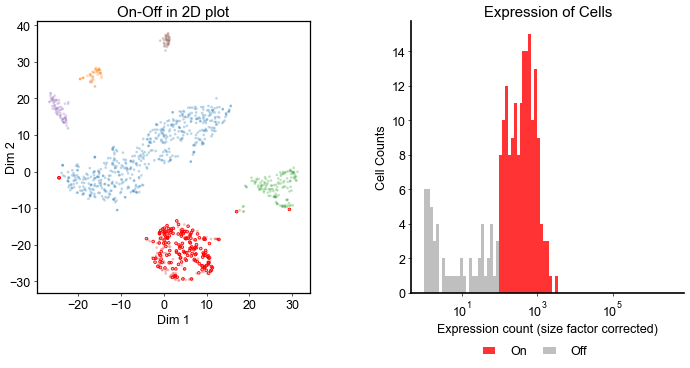 On-Off in 2D plot
40
30
20
10
0
−10
−20
−30
Dim 2
−20 −10 0 10 20 30
Dim 1
Expression of Cells
14
12
10
8
6
4
2
0
Cell Counts
10^1 10^3 10^5
Expression count (size factor corrected)
On Off